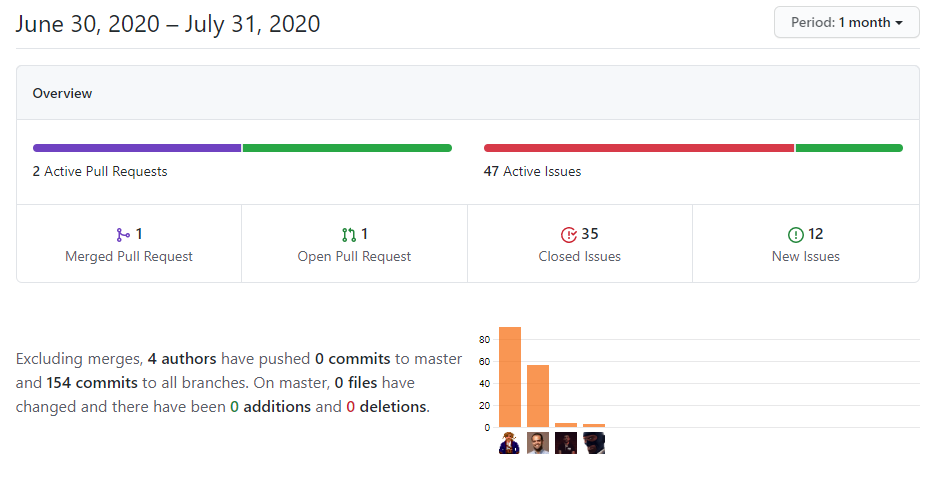 June 30, 2020 – July 31, 2020
Period: 1 month
Overview
2 Active Pull Requests
47 Active Issues
1
Merged Pull Request
1
Open Pull Request
35
Closed Issues
12
New Issues
Excluding merges, 4 authors have pushed 0 commits to master
and 154 commits to all branches. On master, 0 files have
changed and there have been 0 additions and 0 deletions.
80
60
40
20
0